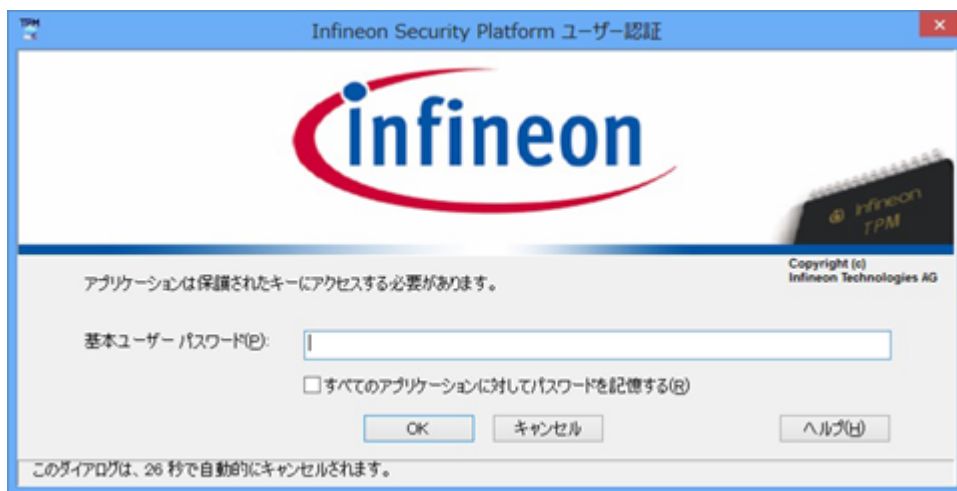 TPM
Infineon Security Platform ユーザー認証
infineon
Infineon
TPM
Copyright (c)
Infineon Technologies AG
アプリケーションは保護されたキーにアクセスする必要があります。
基本ユーザー パスワード(P):
すべてのアプリケーションに対してパスワードを記憶する(R)
OK キャンセル ヘルプ(H)
このダイアログは、26 秒で自動的にキャンセルされます。